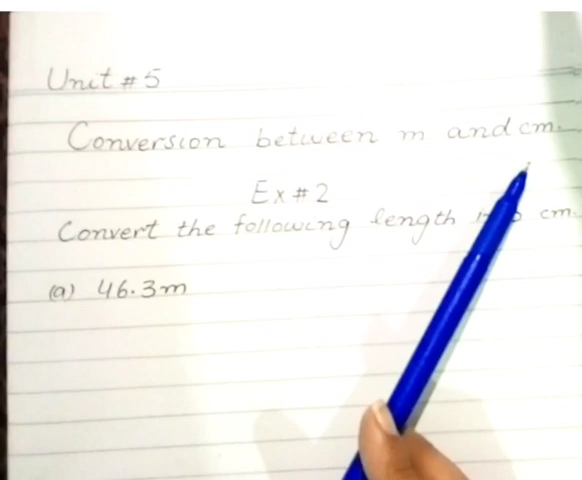 Unit # 5
Conversion between m and cm.
Ex # 2
Convert the following length cm.
(a) 46.3m